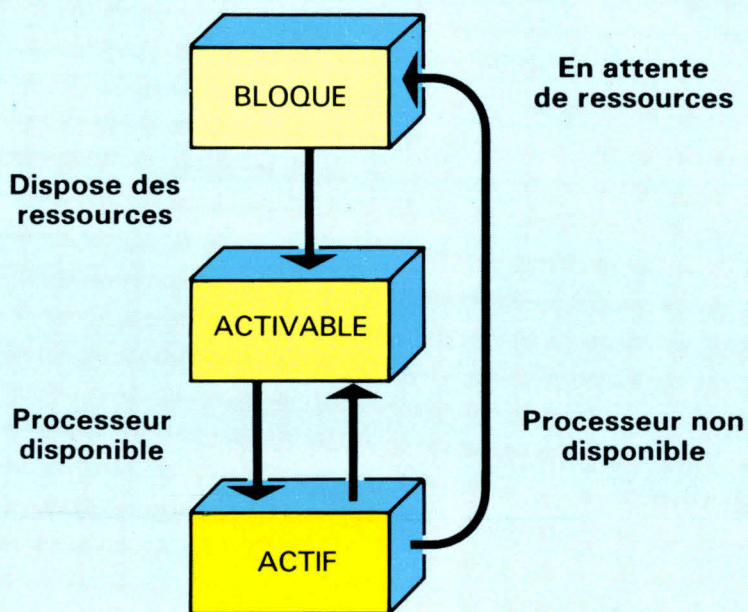 BLOQUE
En attente
de ressources
Dispose des
ressources
ACTIVABLE
Processeur
disponible
Processeur non
disponible
ACTIF